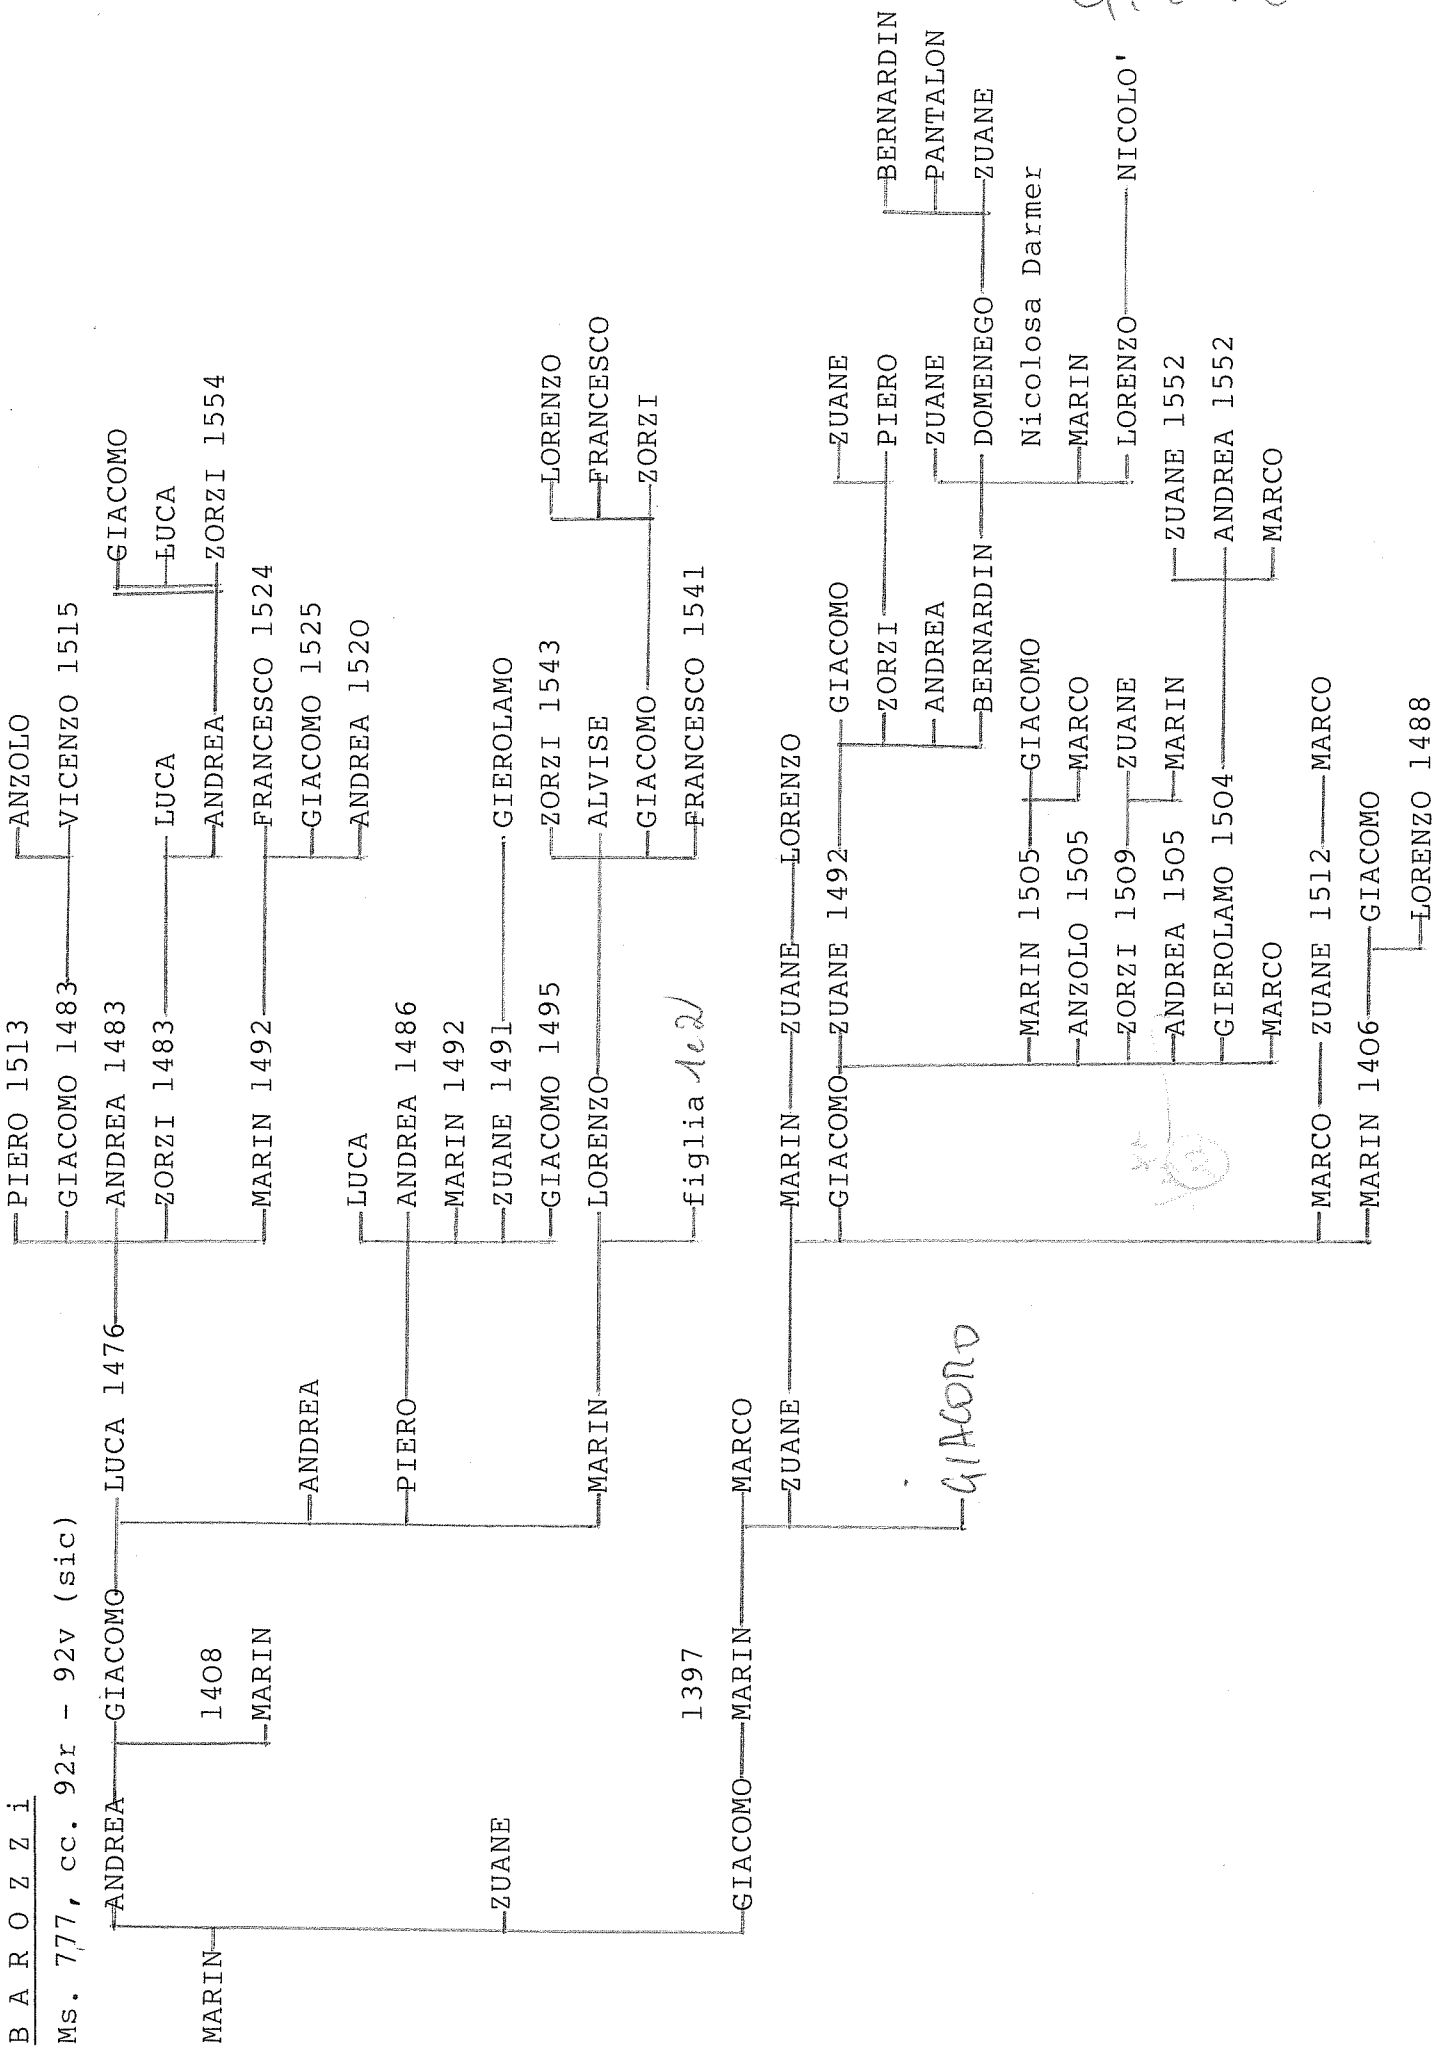 B A R O Z Z i PIERO 1513 ANZOLO
Ms. 777, cc. 92r - 92v (sic) GIACOMO 1483 VICENZO 1515
ANDREA GIACOMO LUCA 1476 ANDREA 1483 GIACOMO
ZORZI 1483 LUCA LUCA
MARIN 1408 ANDREA ZORZI 1554
MARIN MARIN 1492 FRANCESCO 1524
ANDREA GIACOMO 1525
LUCA ANDREA 1520
PIERO ANDREA 1486
MARIN 1492
ZUANE ZUANE 1491 GIEROLAMO
GIACOMO 1495 ZORZI 1543 LORENZO
MARIN LORENZO ALVISE FRANCESCO
GIACOMO ZORZI
1397 figlia 1e2 FRANCESCO 1541
GIACOMO MARIN MARCO
ZUANE MARIN ZUANE LORENZO
GIACOMO ZUANE 1492 GIACOMO ZUANE
ZORZI PIERO BERNARDIN
ANDREA ZUANE PANTALON
GIACOMO BERNARDIN DOMENEGO ZUANE
MARIN 1505 GIACOMO Nicolosa Darmer
ANZOLO 1505 MARCO MARIN
ZORZI 1509 ZUANE LORENZO NICOLO'
ANDREA 1505 MARIN ZUANE 1552
GIEROLAMO 1504 ANDREA 1552
MARCO MARCO
MARCO ZUANE 1512 MARCO
MARIN 1406 GIACOMO
LORENZO 1488